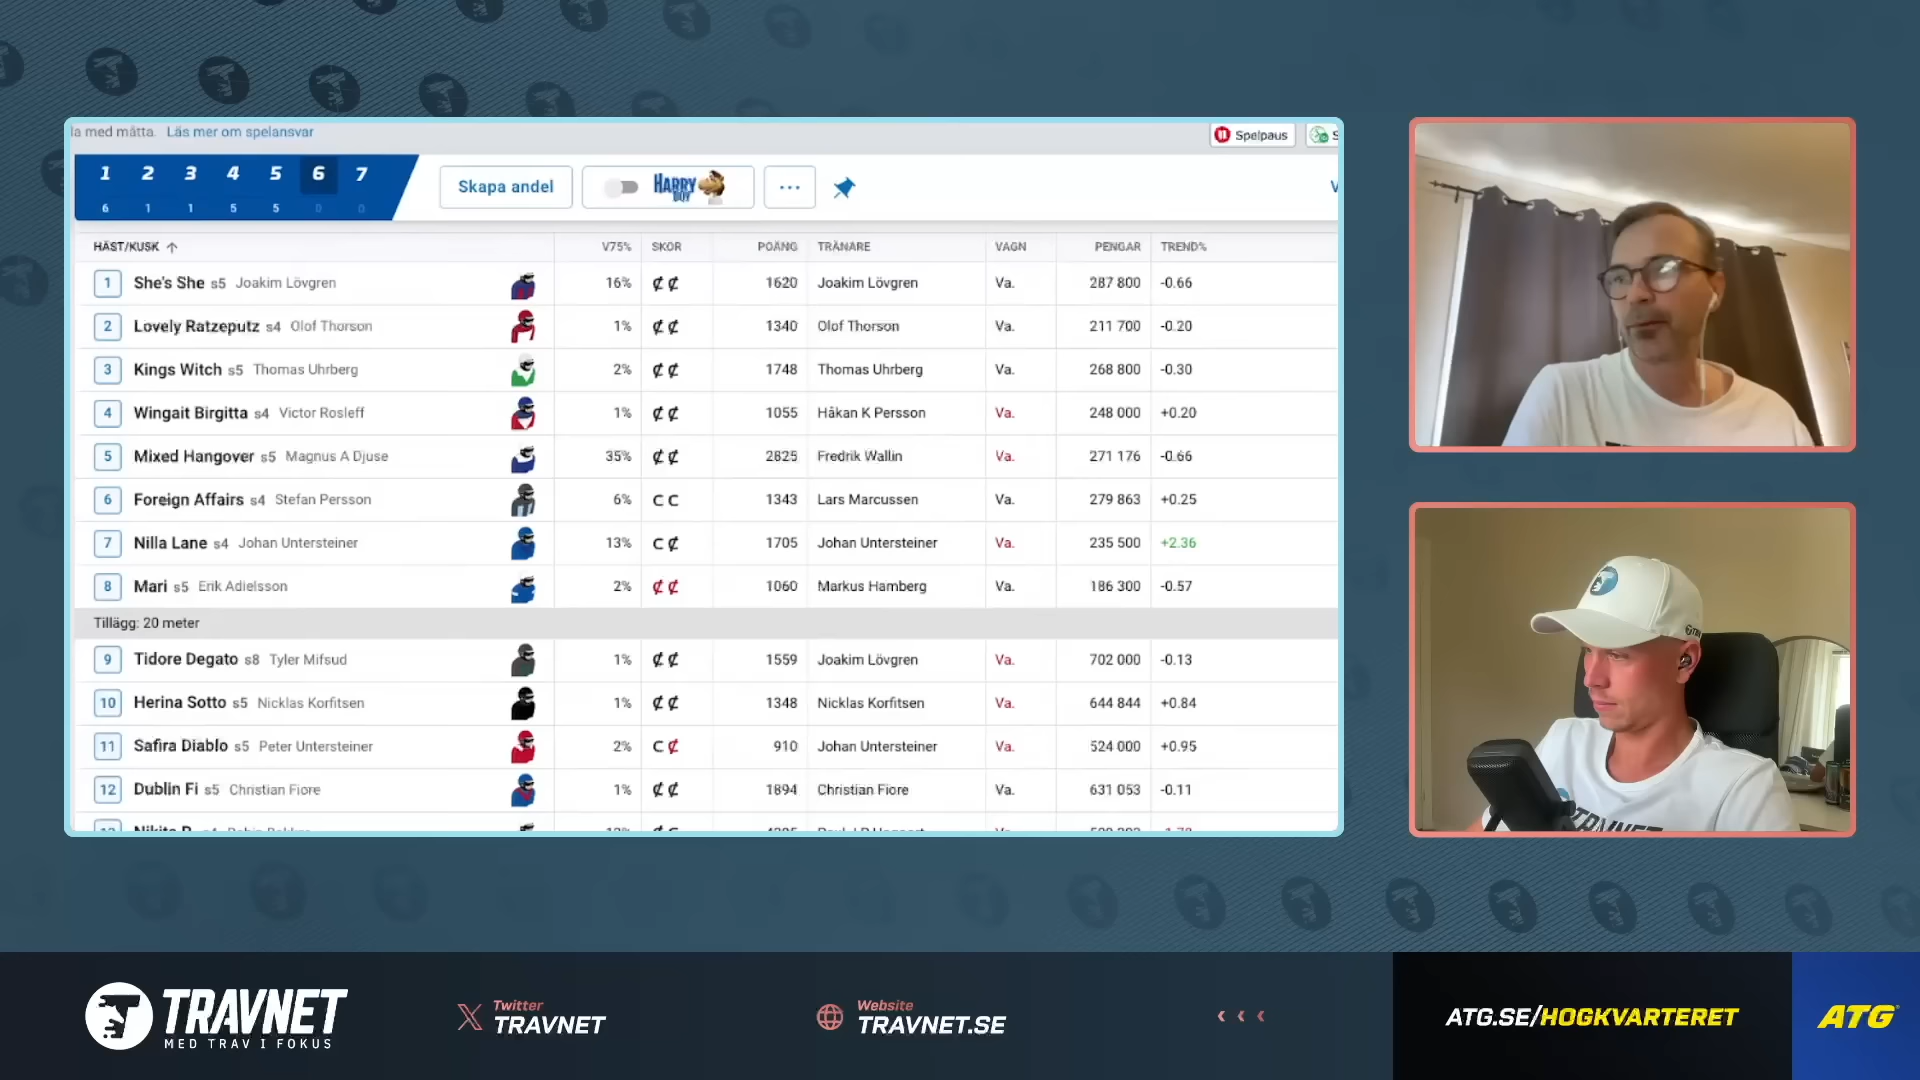 la med måtta. Läs mer om spelansvar
Spelpaus
1 2 3 4 5 6 7
6 1 1 5 5 0 0
Skapa andel
HARRY BOY
...
HÄST/KUSK V75% SKOR POÄNG TRÄNARE VAGN PENGAR TREND%
1 She's She s5 Joakim Lövgren 16% ₵ ₵ 1620 Joakim Lövgren Va. 287 800 -0.66
2 Lovely Ratzeputz s4 Olof Thorson 1% ₵ ₵ 1340 Olof Thorson Va. 211 700 -0.20
3 Kings Witch s5 Thomas Uhrberg 2% ₵ ₵ 1748 Thomas Uhrberg Va. 268 800 -0.30
4 Wingait Birgitta s4 Victor Rosleff 1% ₵ ₵ 1055 Håkan K Persson Va. 248 000 +0.20
5 Mixed Hangover s5 Magnus A Djuse 35% ₵ ₵ 2825 Fredrik Wallin Va. 271 176 -0.66
6 Foreign Affairs s4 Stefan Persson 6% C C 1343 Lars Marcussen Va. 279 863 +0.25
7 Nilla Lane s4 Johan Untersteiner 13% C ₵ 1705 Johan Untersteiner Va. 235 500 +2.36
8 Mari s5 Erik Adielsson 2% ₵ ₵ 1060 Markus Hamberg Va. 186 300 -0.57
Tillägg: 20 meter
9 Tidore Degato s8 Tyler Mifsud 1% ₵ ₵ 1559 Joakim Lövgren Va. 702 000 -0.13
10 Herina Sotto s5 Nicklas Korfitsen 1% ₵ ₵ 1348 Nicklas Korfitsen Va. 644 844 +0.84
11 Safira Diablo s5 Peter Untersteiner 2% C ₵ 910 Johan Untersteiner Va. 524 000 +0.95
12 Dublin Fi s5 Christian Fiore 1% ₵ ₵ 1894 Christian Fiore Va. 631 053 -0.11
TRAVNET
MED TRAV I FOKUS
Twitter
TRAVNET
Website
TRAVNET.SE
ATG.SE/HOGKVARTERET
ATG